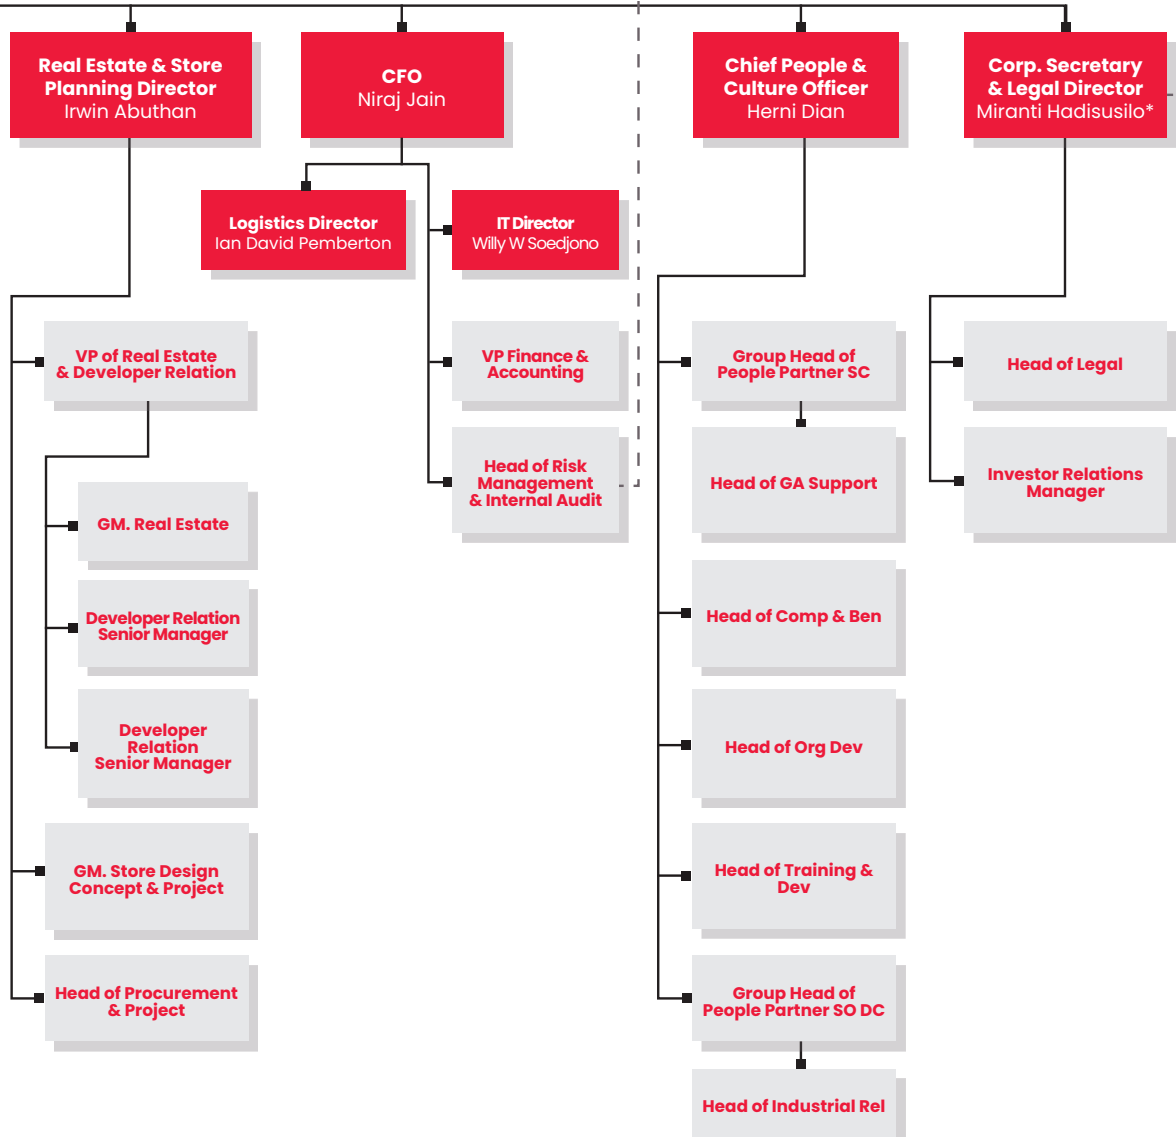 Real Estate & Store
Planning Director
Irwin Abuthan
CFO
Niraj Jain
Chief People &
Culture Officer
Herni Dian
Corp. Secretary
& Legal Director
Miranti Hadisusilo*
Logistics Director
Ian David Pemberton
IT Director
Willy W Soedjono
VP of Real Estate
& Developer Relation
VP Finance &
Accounting
Group Head of
People Partner SC
Head of Legal
Head of Risk
Management
& Internal Audit
Head of GA Support
Investor Relations
Manager
GM. Real Estate
Developer Relation
Senior Manager
Head of Comp & Ben
Developer
Relation
Senior Manager
Head of Org Dev
GM. Store Design
Concept & Project
Head of Training &
Dev
Head of Procurement
& Project
Group Head of
People Partner SO DC
Head of Industrial Rel